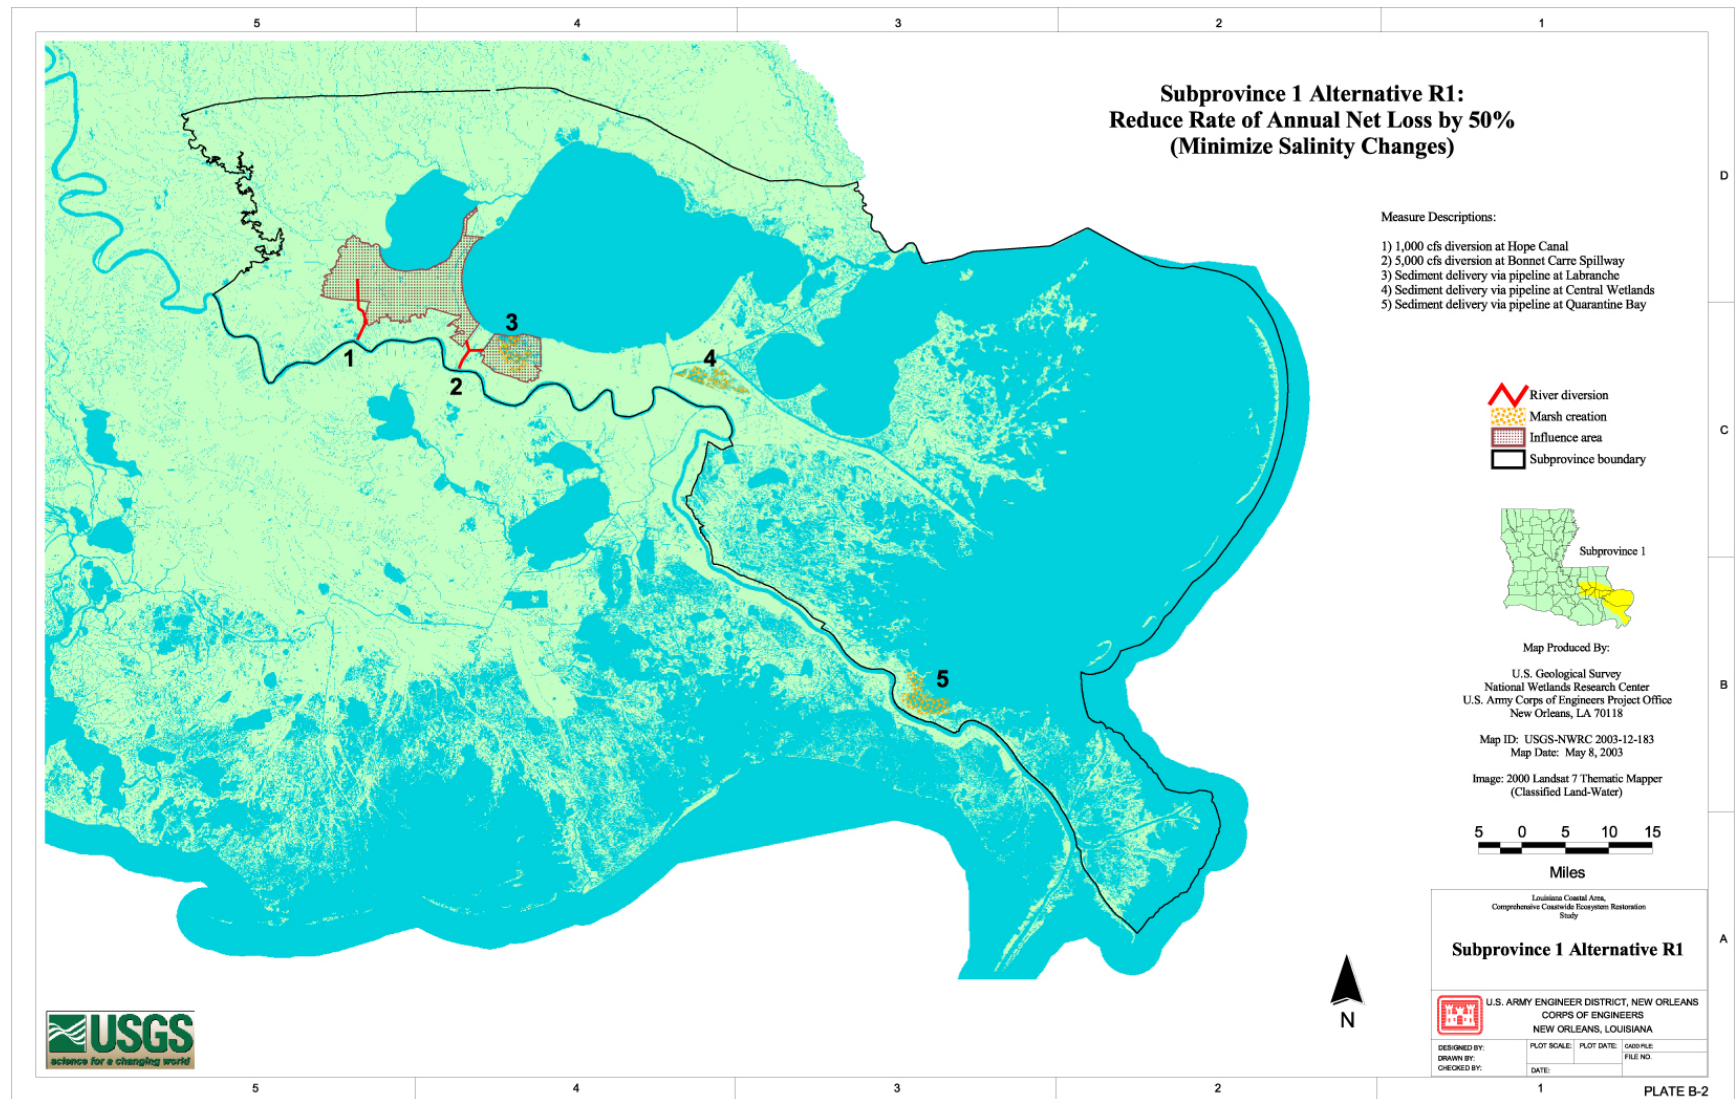 5 4 3 2 1
Subprovince 1 Alternative R1:
Reduce Rate of Annual Net Loss by 50%
(Minimize Salinity Changes)
D
Measure Descriptions:
1) 1,000 cfs diversion at Hope Canal
2) 5,000 cfs diversion at Bonnet Carre Spillway
3) Sediment delivery via pipeline at Labranche
4) Sediment delivery via pipeline at Central Wetlands
5) Sediment delivery via pipeline at Quarantine Bay
3
1
4
2
River diversion
Marsh creation
C
Influence area
Subprovince boundary
Subprovince 1
Map Produced By:
5
U.S. Geological Survey
B
National Wetlands Research Center
U.S. Army Corps of Engineers Project Office
New Orleans, LA 70118
Map ID: USGS-NWRC 2003-12-183
Map Date: May 8, 2003
Image: 2000 Landsat 7 Thematic Mapper
(Classified Land-Water)
5 0 5 10 15
Miles
Louisiana Coastal Area,
Comprehensive Coastwide Ecosystem Restoration
Study
A
Subprovince 1 Alternative R1
N
U.S. ARMY ENGINEER DISTRICT, NEW ORLEANS
CORPS OF ENGINEERS
NEW ORLEANS, LOUISIANA
DESIGNED BY:
DRAWN BY:
CHECKED BY:
PLOT SCALE:
PLOT DATE:
CADD FILE:
FILE NO.
DATE:
USGS
science for a changing world
5 4 3 2 1
PLATE B-2